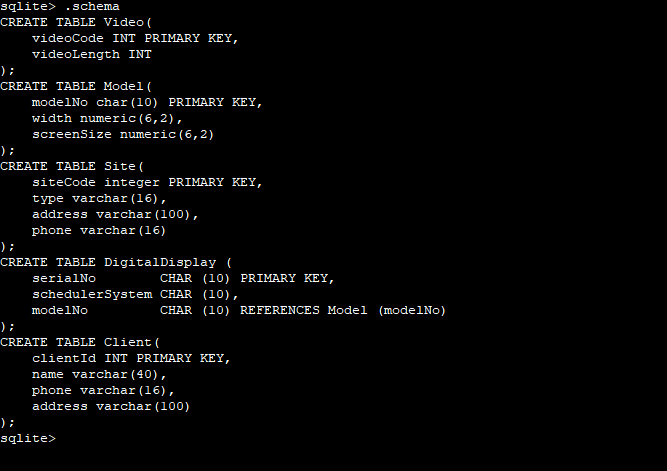 sqlite> .schema
CREATE TABLE Video(
    videoCode INT PRIMARY KEY,
    videoLength INT
);
CREATE TABLE Model(
    modelNo char(10) PRIMARY KEY,
    width numeric(6,2),
    screenSize numeric(6,2)
);
CREATE TABLE Site(
    siteCode integer PRIMARY KEY,
    type varchar(16),
    address varchar(100),
    phone varchar(16)
);
CREATE TABLE DigitalDisplay (
    serialNo        CHAR (10) PRIMARY KEY,
    schedulerSystem CHAR (10),
    modelNo         CHAR (10) REFERENCES Model (modelNo)
);
CREATE TABLE Client(
    clientId INT PRIMARY KEY,
    name varchar(40),
    phone varchar(16),
    address varchar(100)
);
sqlite>